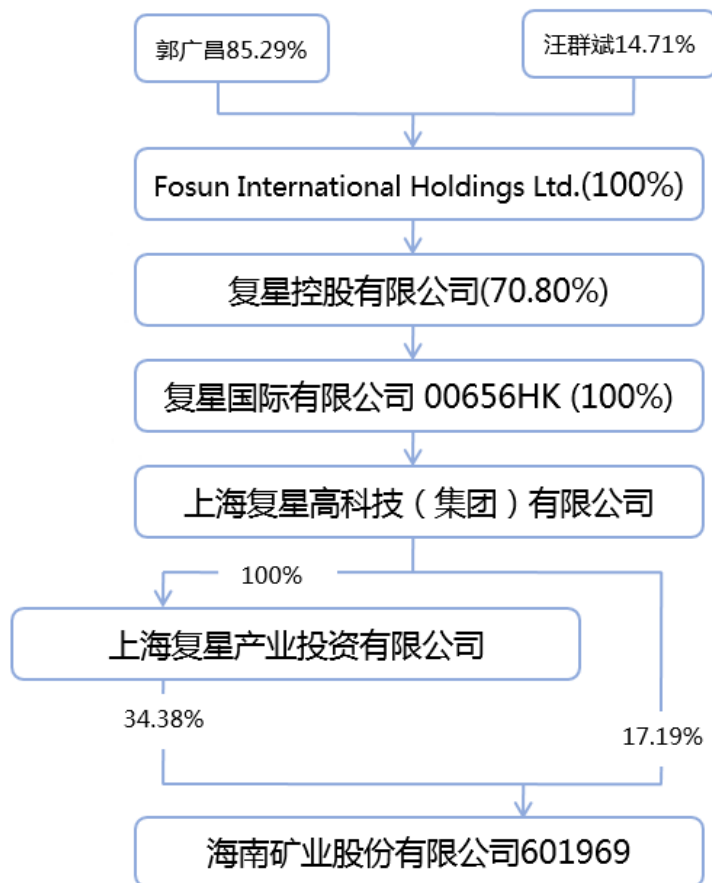 郭广昌85.29%
汪群斌14.71%
Fosun International Holdings Ltd.(100%)
复星控股有限公司(70.80%)
复星国际有限公司 00656HK (100%)
上海复星高科技（集团）有限公司
100%
上海复星产业投资有限公司
34.38%
17.19%
海南矿业股份有限公司601969